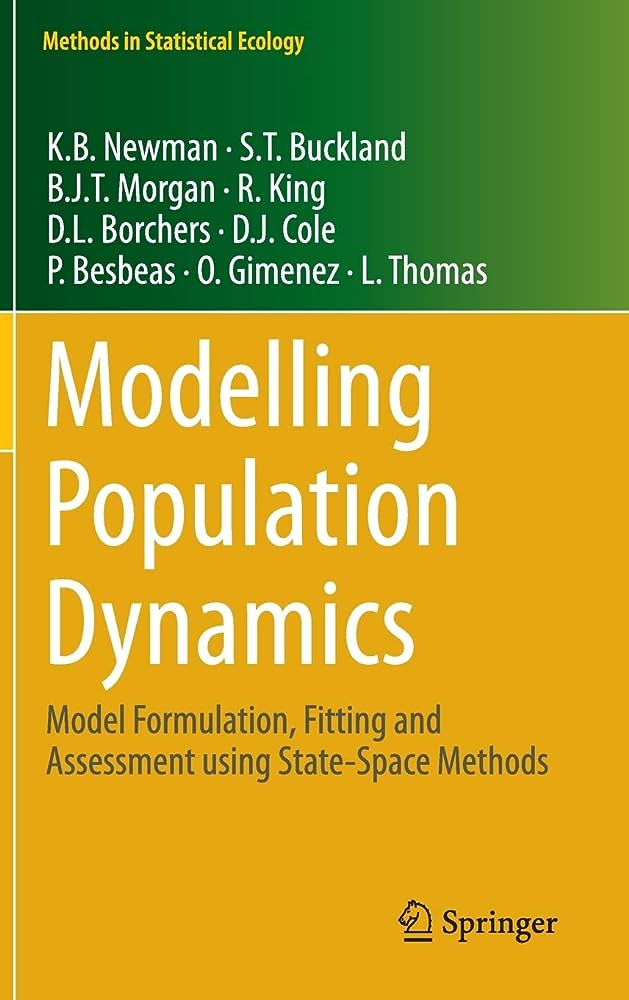 Methods in Statistical Ecology
K.B. Newman · S.T. Buckland
B.J.T. Morgan · R. King
D.L. Borchers · D.J. Cole
P. Besbeas · O. Gimenez · L. Thomas
Modelling
Population
Dynamics
Model Formulation, Fitting and
Assessment using State-Space Methods
Springer